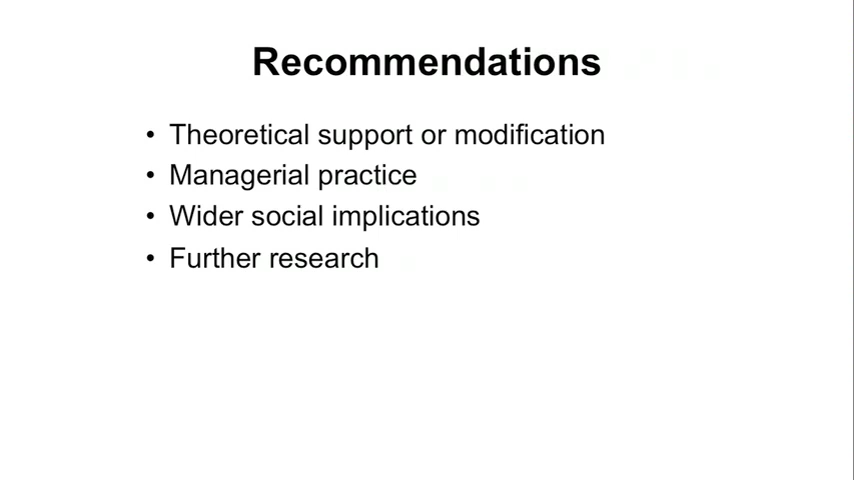 Recommendations
• Theoretical support or modification
• Managerial practice
• Wider social implications
• Further research